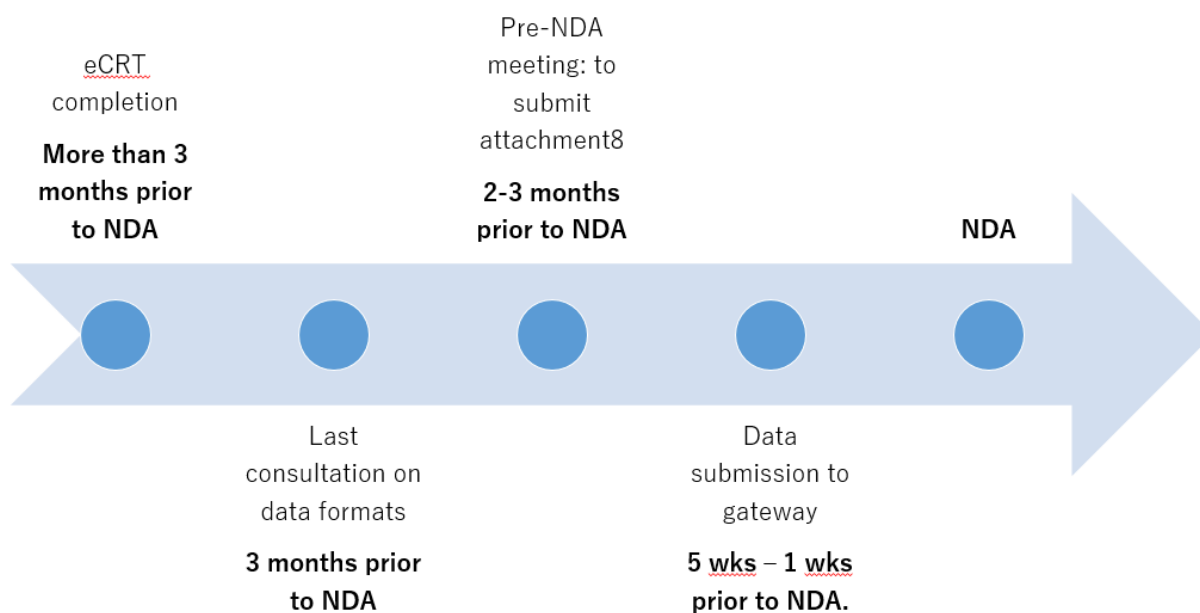 eCRT
completion
More than 3
months prior
to NDA
Last
consultation on
data formats
3 months prior
to NDA
Pre-NDA
meeting: to
submit
attachment8
2-3 months
prior to NDA
Data
submission to
gateway
5 wks – 1 wks
prior to NDA.
NDA